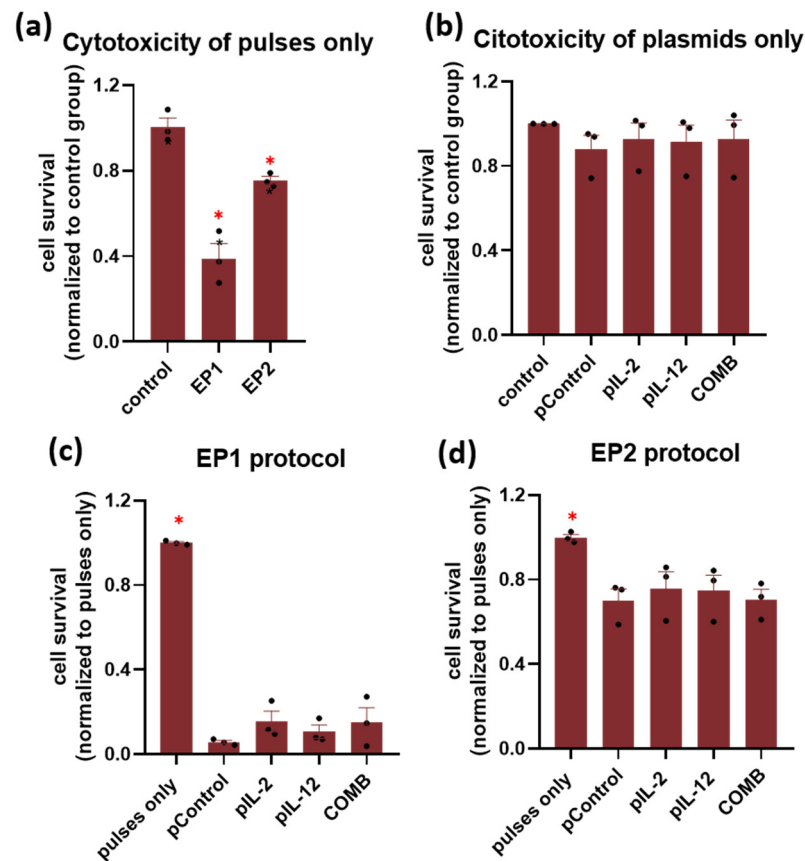 (a)
Cytotoxicity of pulses only
cell survival
(normalized to control group)
1.2
0.8
0.4
0.0
*
*
control
EP1
EP2
(b)
Citotoxicity of plasmids only
cell survival
(normalized to control group)
1.2
0.8
0.4
0.0
control
pControl
pIL-2
pIL-12
COMB
(c)
EP1 protocol
cell survival
(normalized to pulses only)
1.2
0.8
0.4
0.0
*
pulses only
pControl
pIL-2
pIL-12
COMB
(d)
EP2 protocol
cell survival
(normalized to pulses only)
1.2
0.8
0.4
0.0
*
pulses only
pControl
pIL-2
pIL-12
COMB